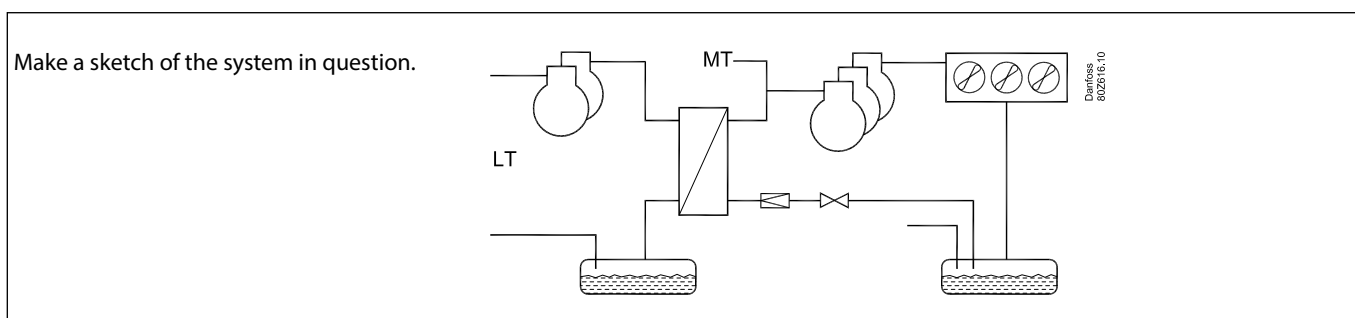 Make a sketch of the system in question.
MT
LT
Danfoss
80Z616.10